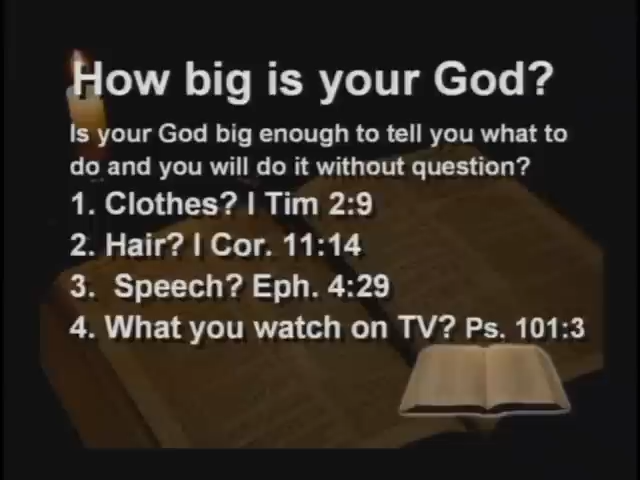 How big is your God?
Is your God big enough to tell you what to
do and you will do it without question?
1. Clothes? I Tim 2:9
2. Hair? I Cor. 11:14
3. Speech? Eph. 4:29
4. What you watch on TV? Ps. 101:3